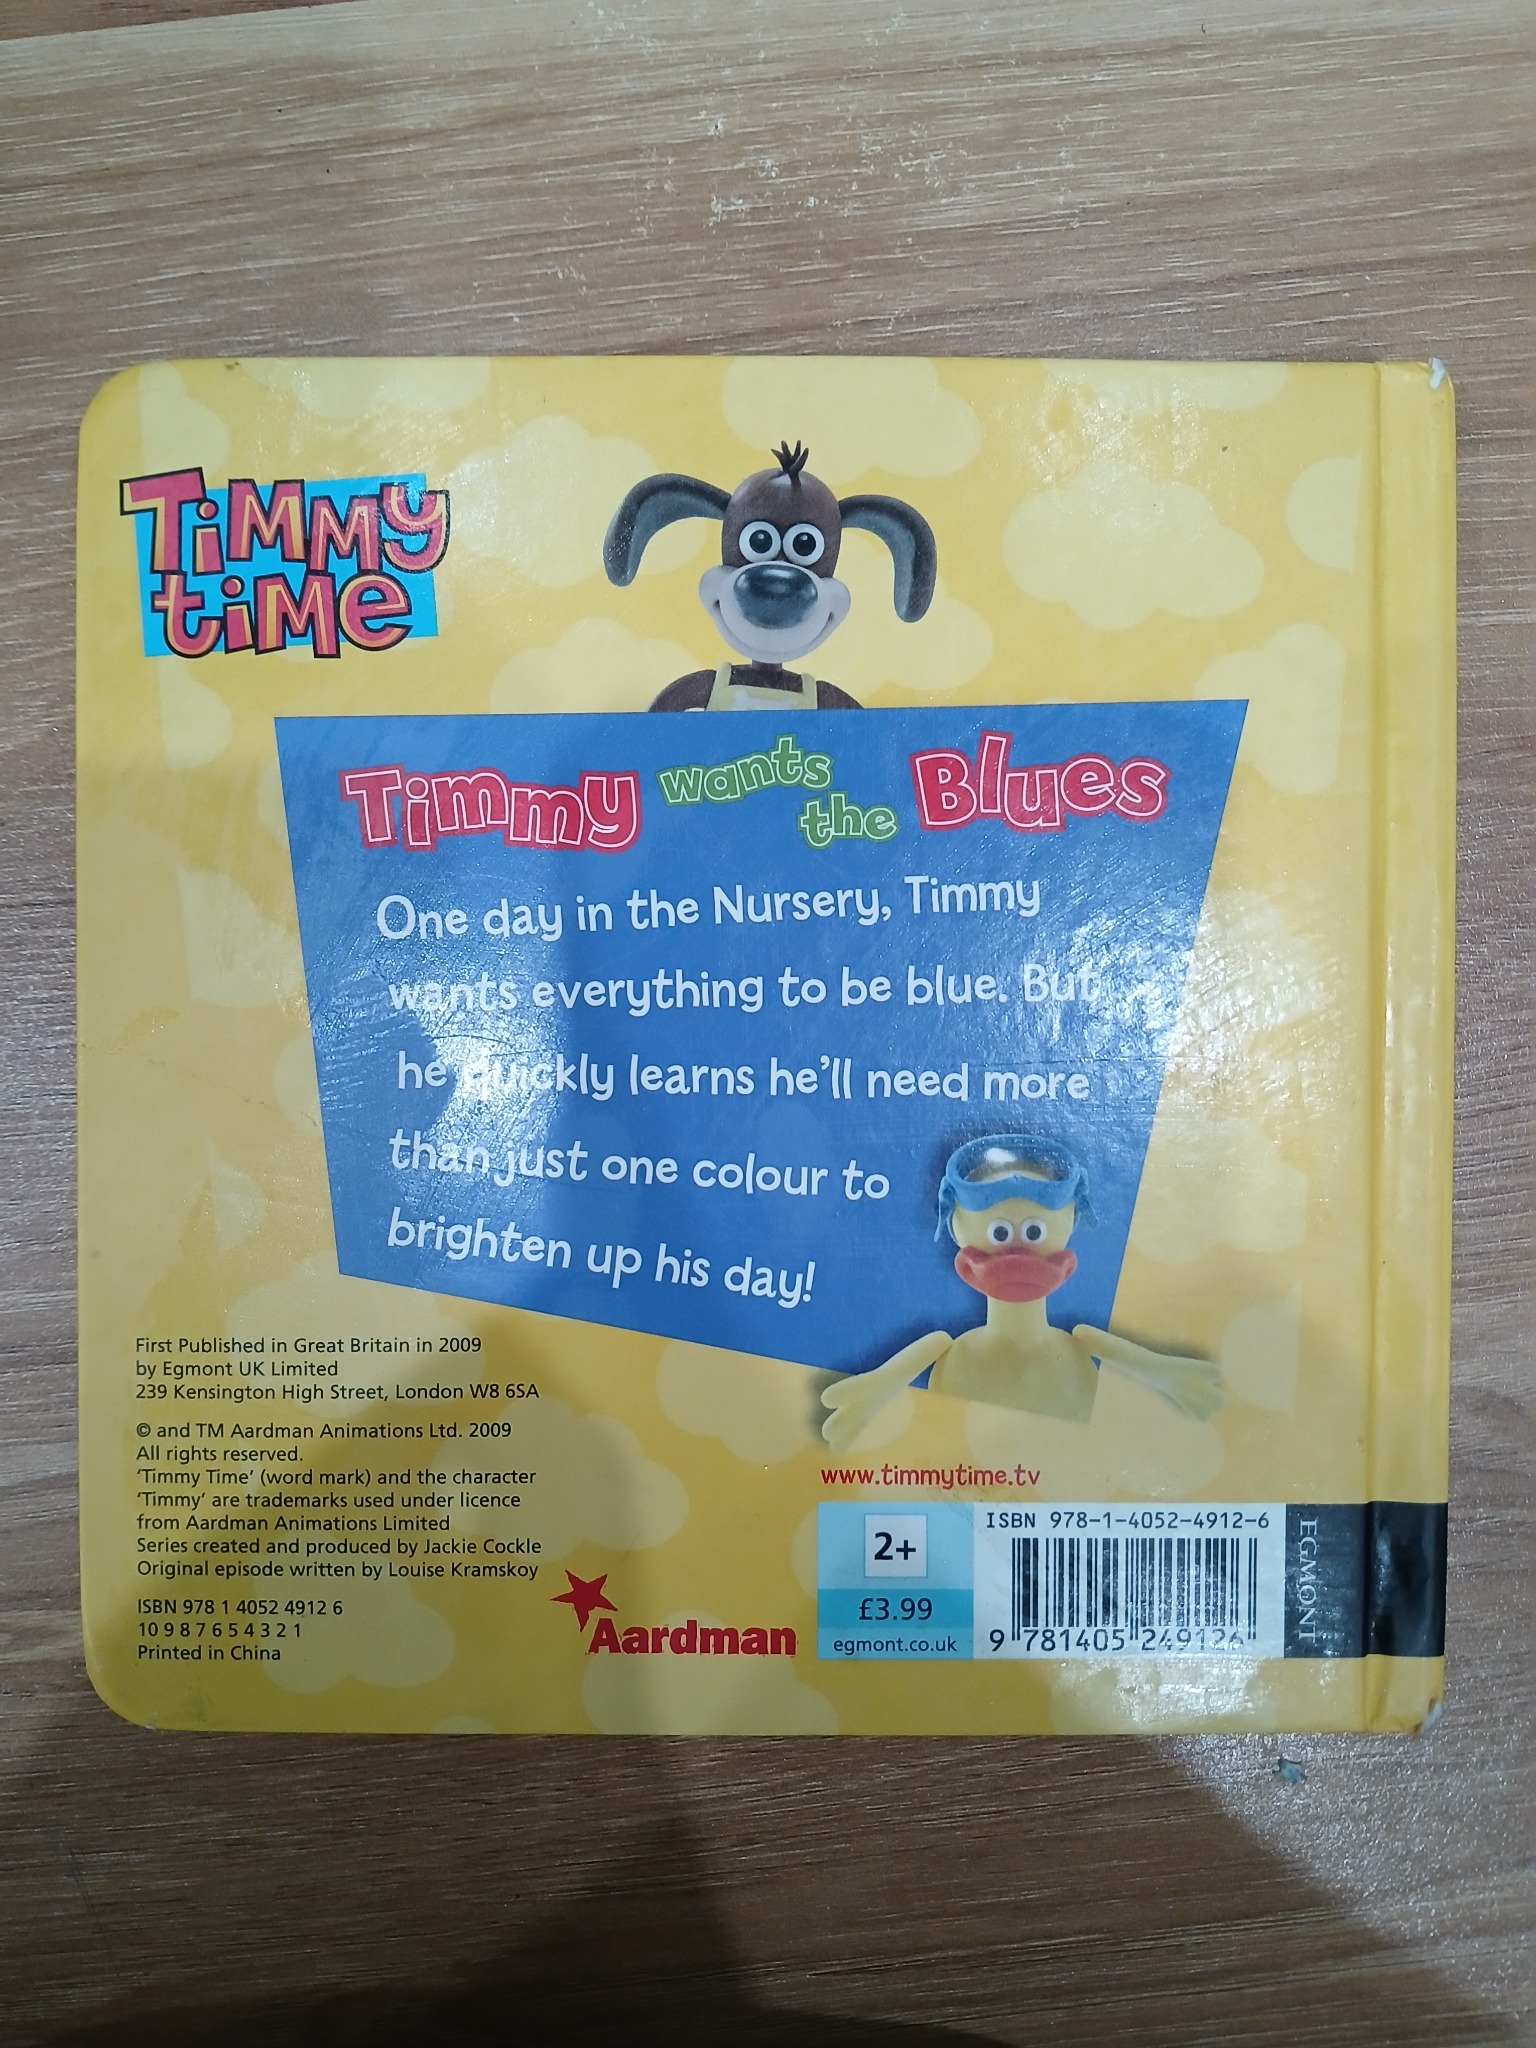 Timmy
time
Timmy wants the Blues
One day in the Nursery, Timmy
wants everything to be blue. But
he quickly learns he'll need more
than just one colour to
brighten up his day!
First Published in Great Britain in 2009
by Egmont UK Limited
239 Kensington High Street, London W8 6SA
© and TM Aardman Animations Ltd. 2009
All rights reserved.
'Timmy Time' (word mark) and the character
'Timmy' are trademarks used under licence
from Aardman Animations Limited
Series created and produced by Jackie Cockle
Original episode written by Louise Kramskoy
ISBN 978 1 4052 4912 6
10 9 8 7 6 5 4 3 2 1
Printed in China
Aardman
www.timmytime.tv
2+
£3.99
egmont.co.uk
ISBN 978-1-4052-4912-6
9 781405 249126
EGMONT